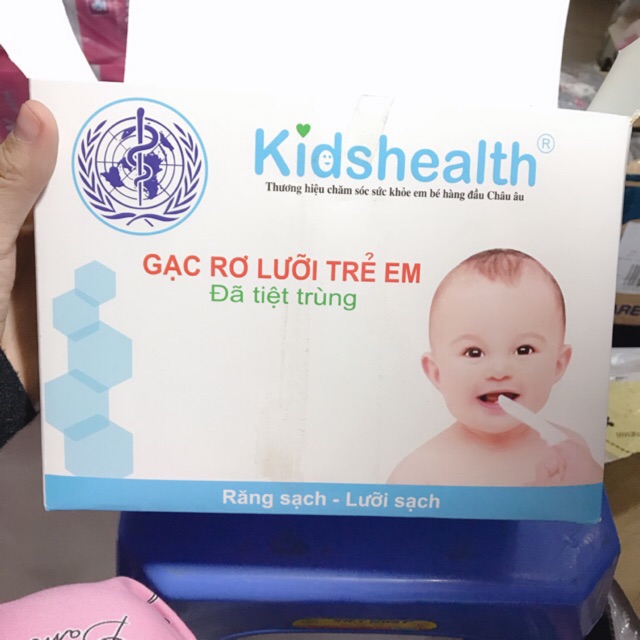 Kidshealth®
Thương hiệu chăm sóc sức khỏe em bé hàng đầu Châu âu
GẠC RƠ LƯỠI TRẺ EM
Đã tiệt trùng
Răng sạch - Lưỡi sạch